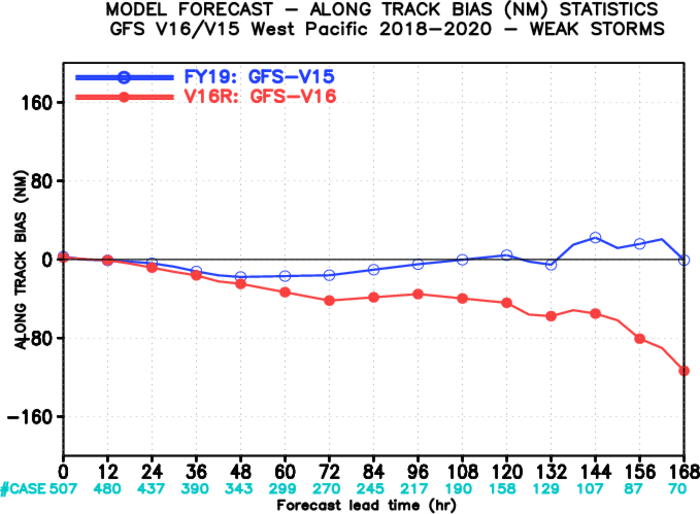 MODEL FORECAST – ALONG TRACK BIAS (NM) STATISTICS
GFS V16/V15 West Pacific 2018–2020 – WEAK STORMS
FY19: GFS–V15
V16R: GFS–V16
160
80
0
–80
–160
ALONG TRACK BIAS (NM)
0 12 24 36 48 60 72 84 96 108 120 132 144 156 168
#CASE 507 480 437 390 343 299 270 245 217 190 158 129 107 87 70
Forecast lead time (hr)